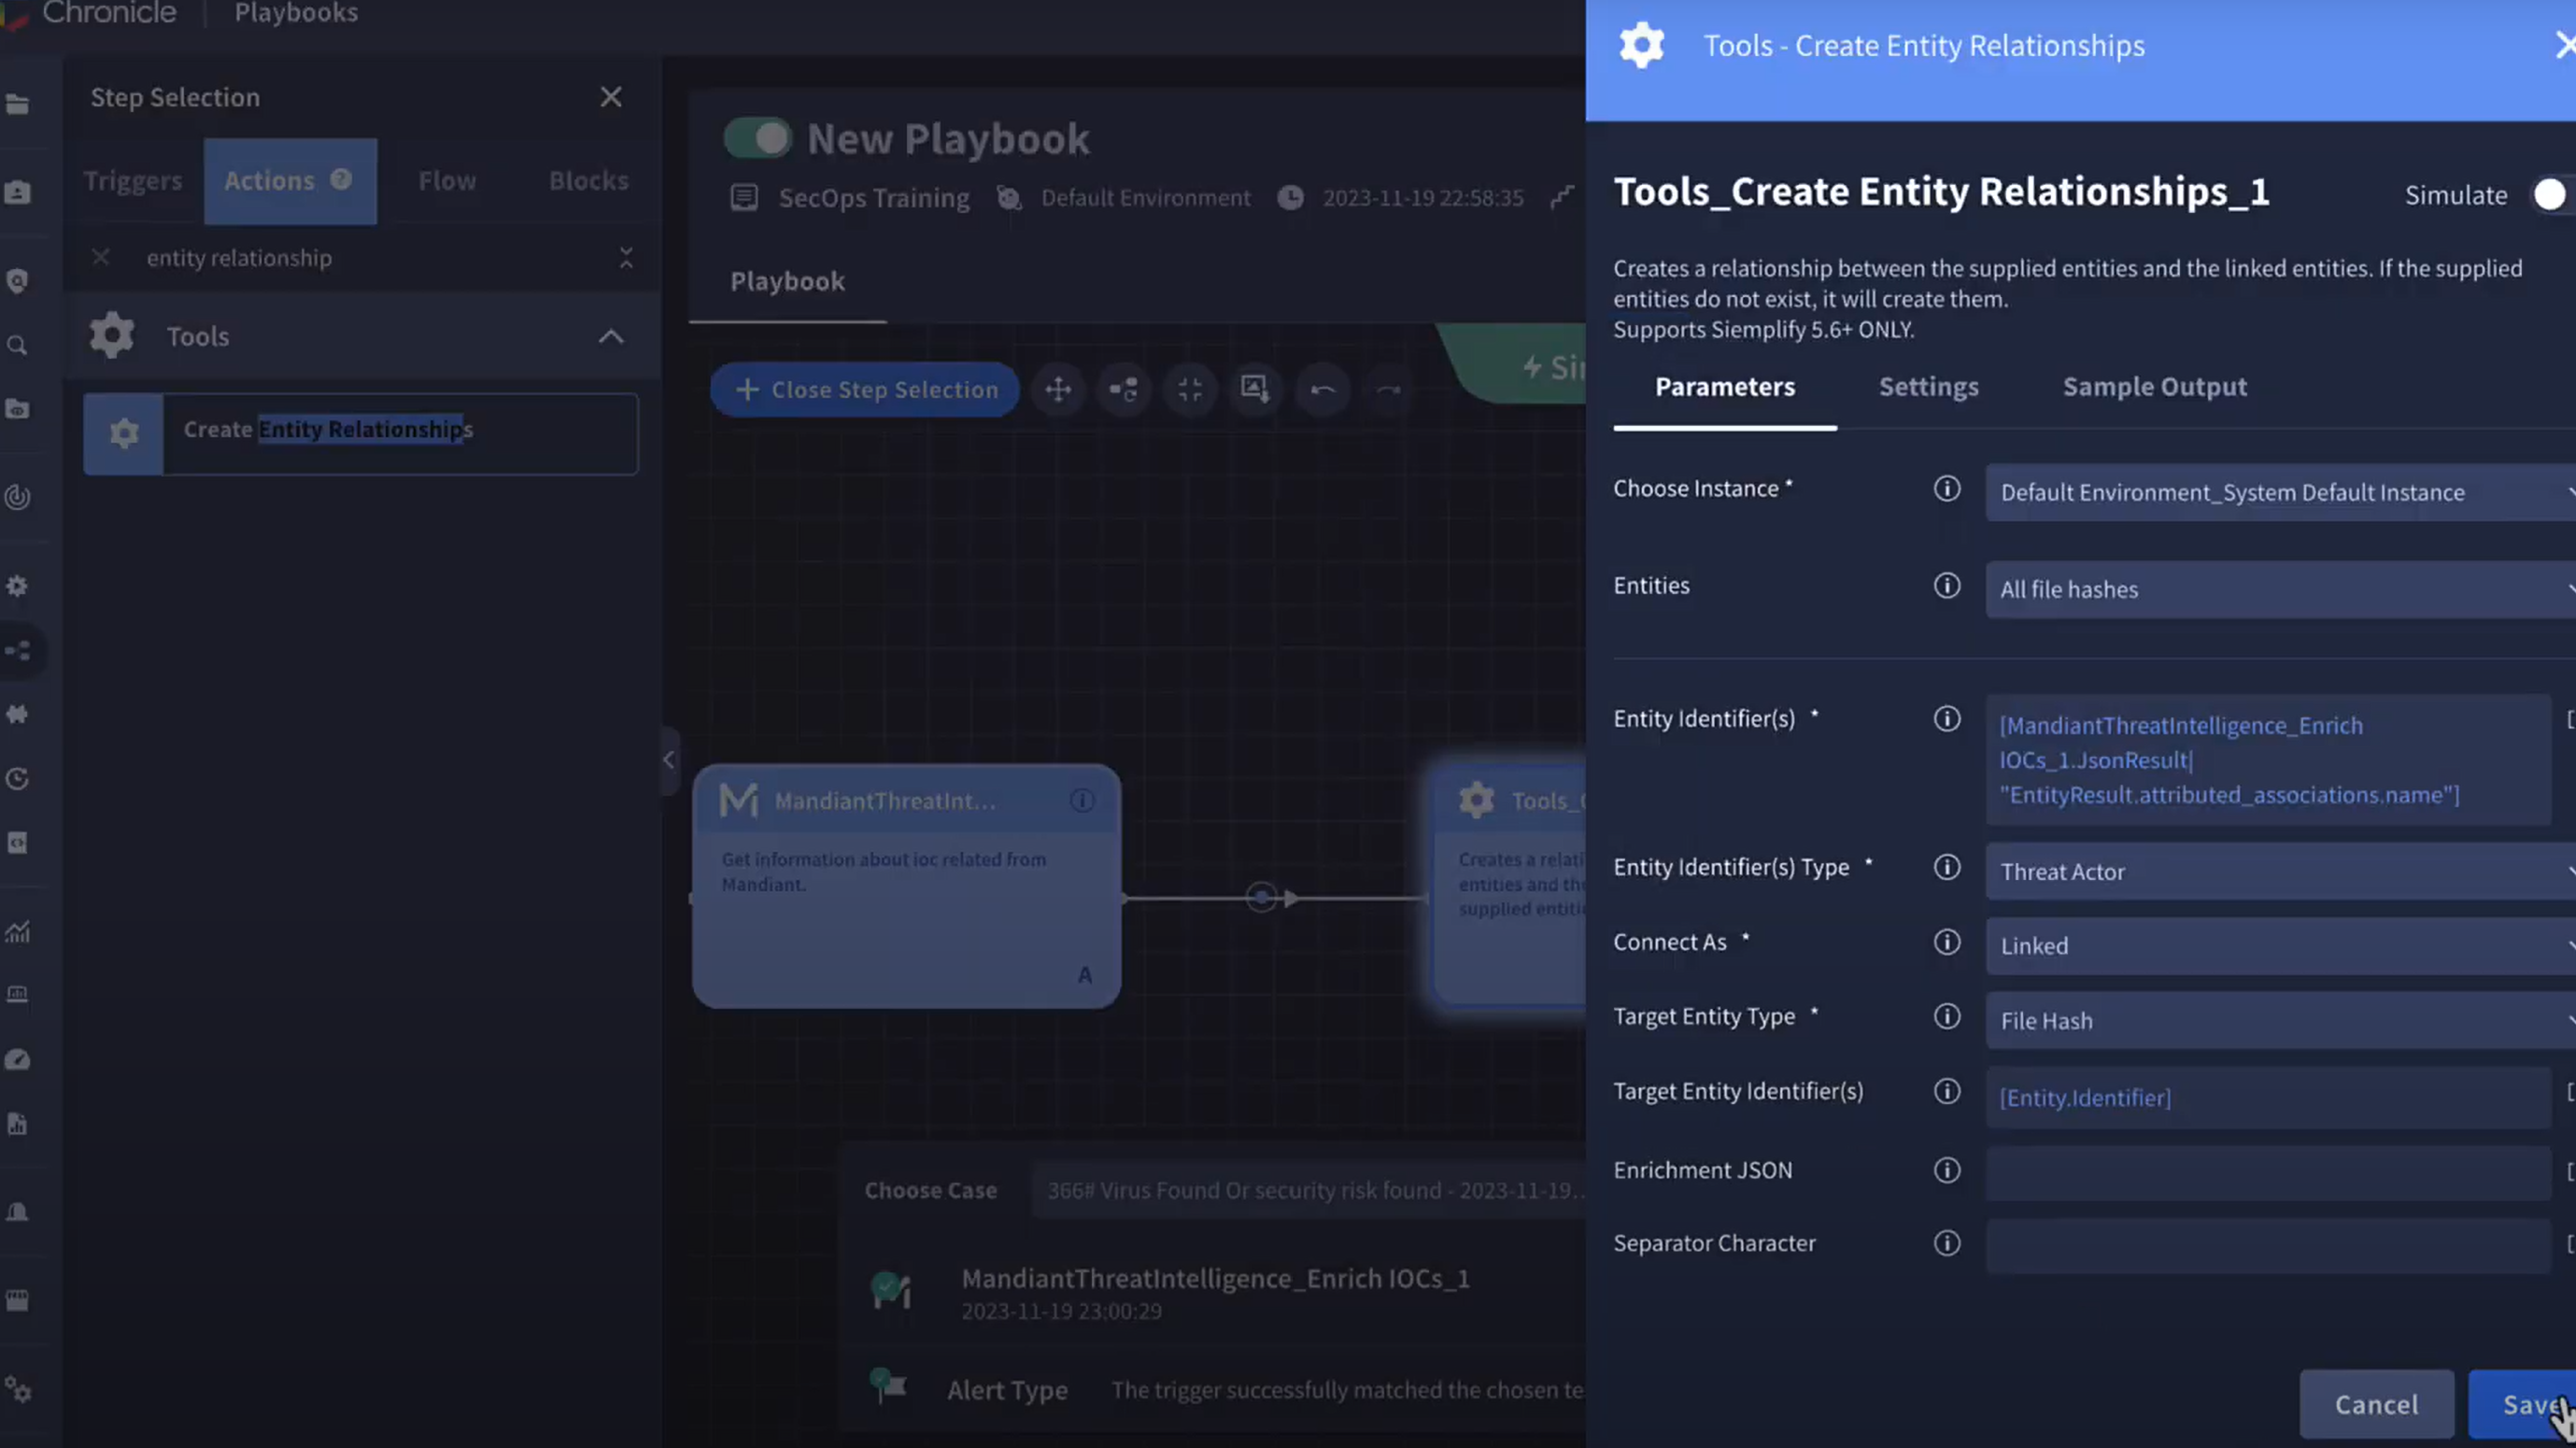 Chronicle
Playbooks
Step Selection
Triggers
Actions
Flow
Blocks
entity relationship
Tools
Create Entity Relationships
New Playbook
SecOps Training
Default Environment
2023-11-19 22:58:35
Playbook
Close Step Selection
MandiantThreatInt...
Get information about ioc related from
Mandiant.
A
Creates a
entities and
supplied
Choose Case
366# Virus Found Or security risk found - 2023-11-19...
MandiantThreatIntelligence_Enrich IOCs_1
2023-11-19 23:00:29
Alert Type
The trigger successfully matched the chosen
Tools - Create Entity Relationships
Tools_Create Entity Relationships_1
Simulate
Creates a relationship between the supplied entities and the linked entities. If the supplied
entities do not exist, it will create them.
Supports Siemplify 5.6+ ONLY.
Parameters
Settings
Sample Output
Choose Instance *
Default Environment_System Default Instance
Entities
All file hashes
Entity Identifier(s) *
[MandiantThreatIntelligence_Enrich
IOCs_1.JsonResult|
"EntityResult.attributed_associations.name"]
Entity Identifier(s) Type *
Threat Actor
Connect As *
Linked
Target Entity Type *
File Hash
Target Entity Identifier(s)
[Entity.Identifier]
Enrichment JSON
Separator Character
Cancel
Save